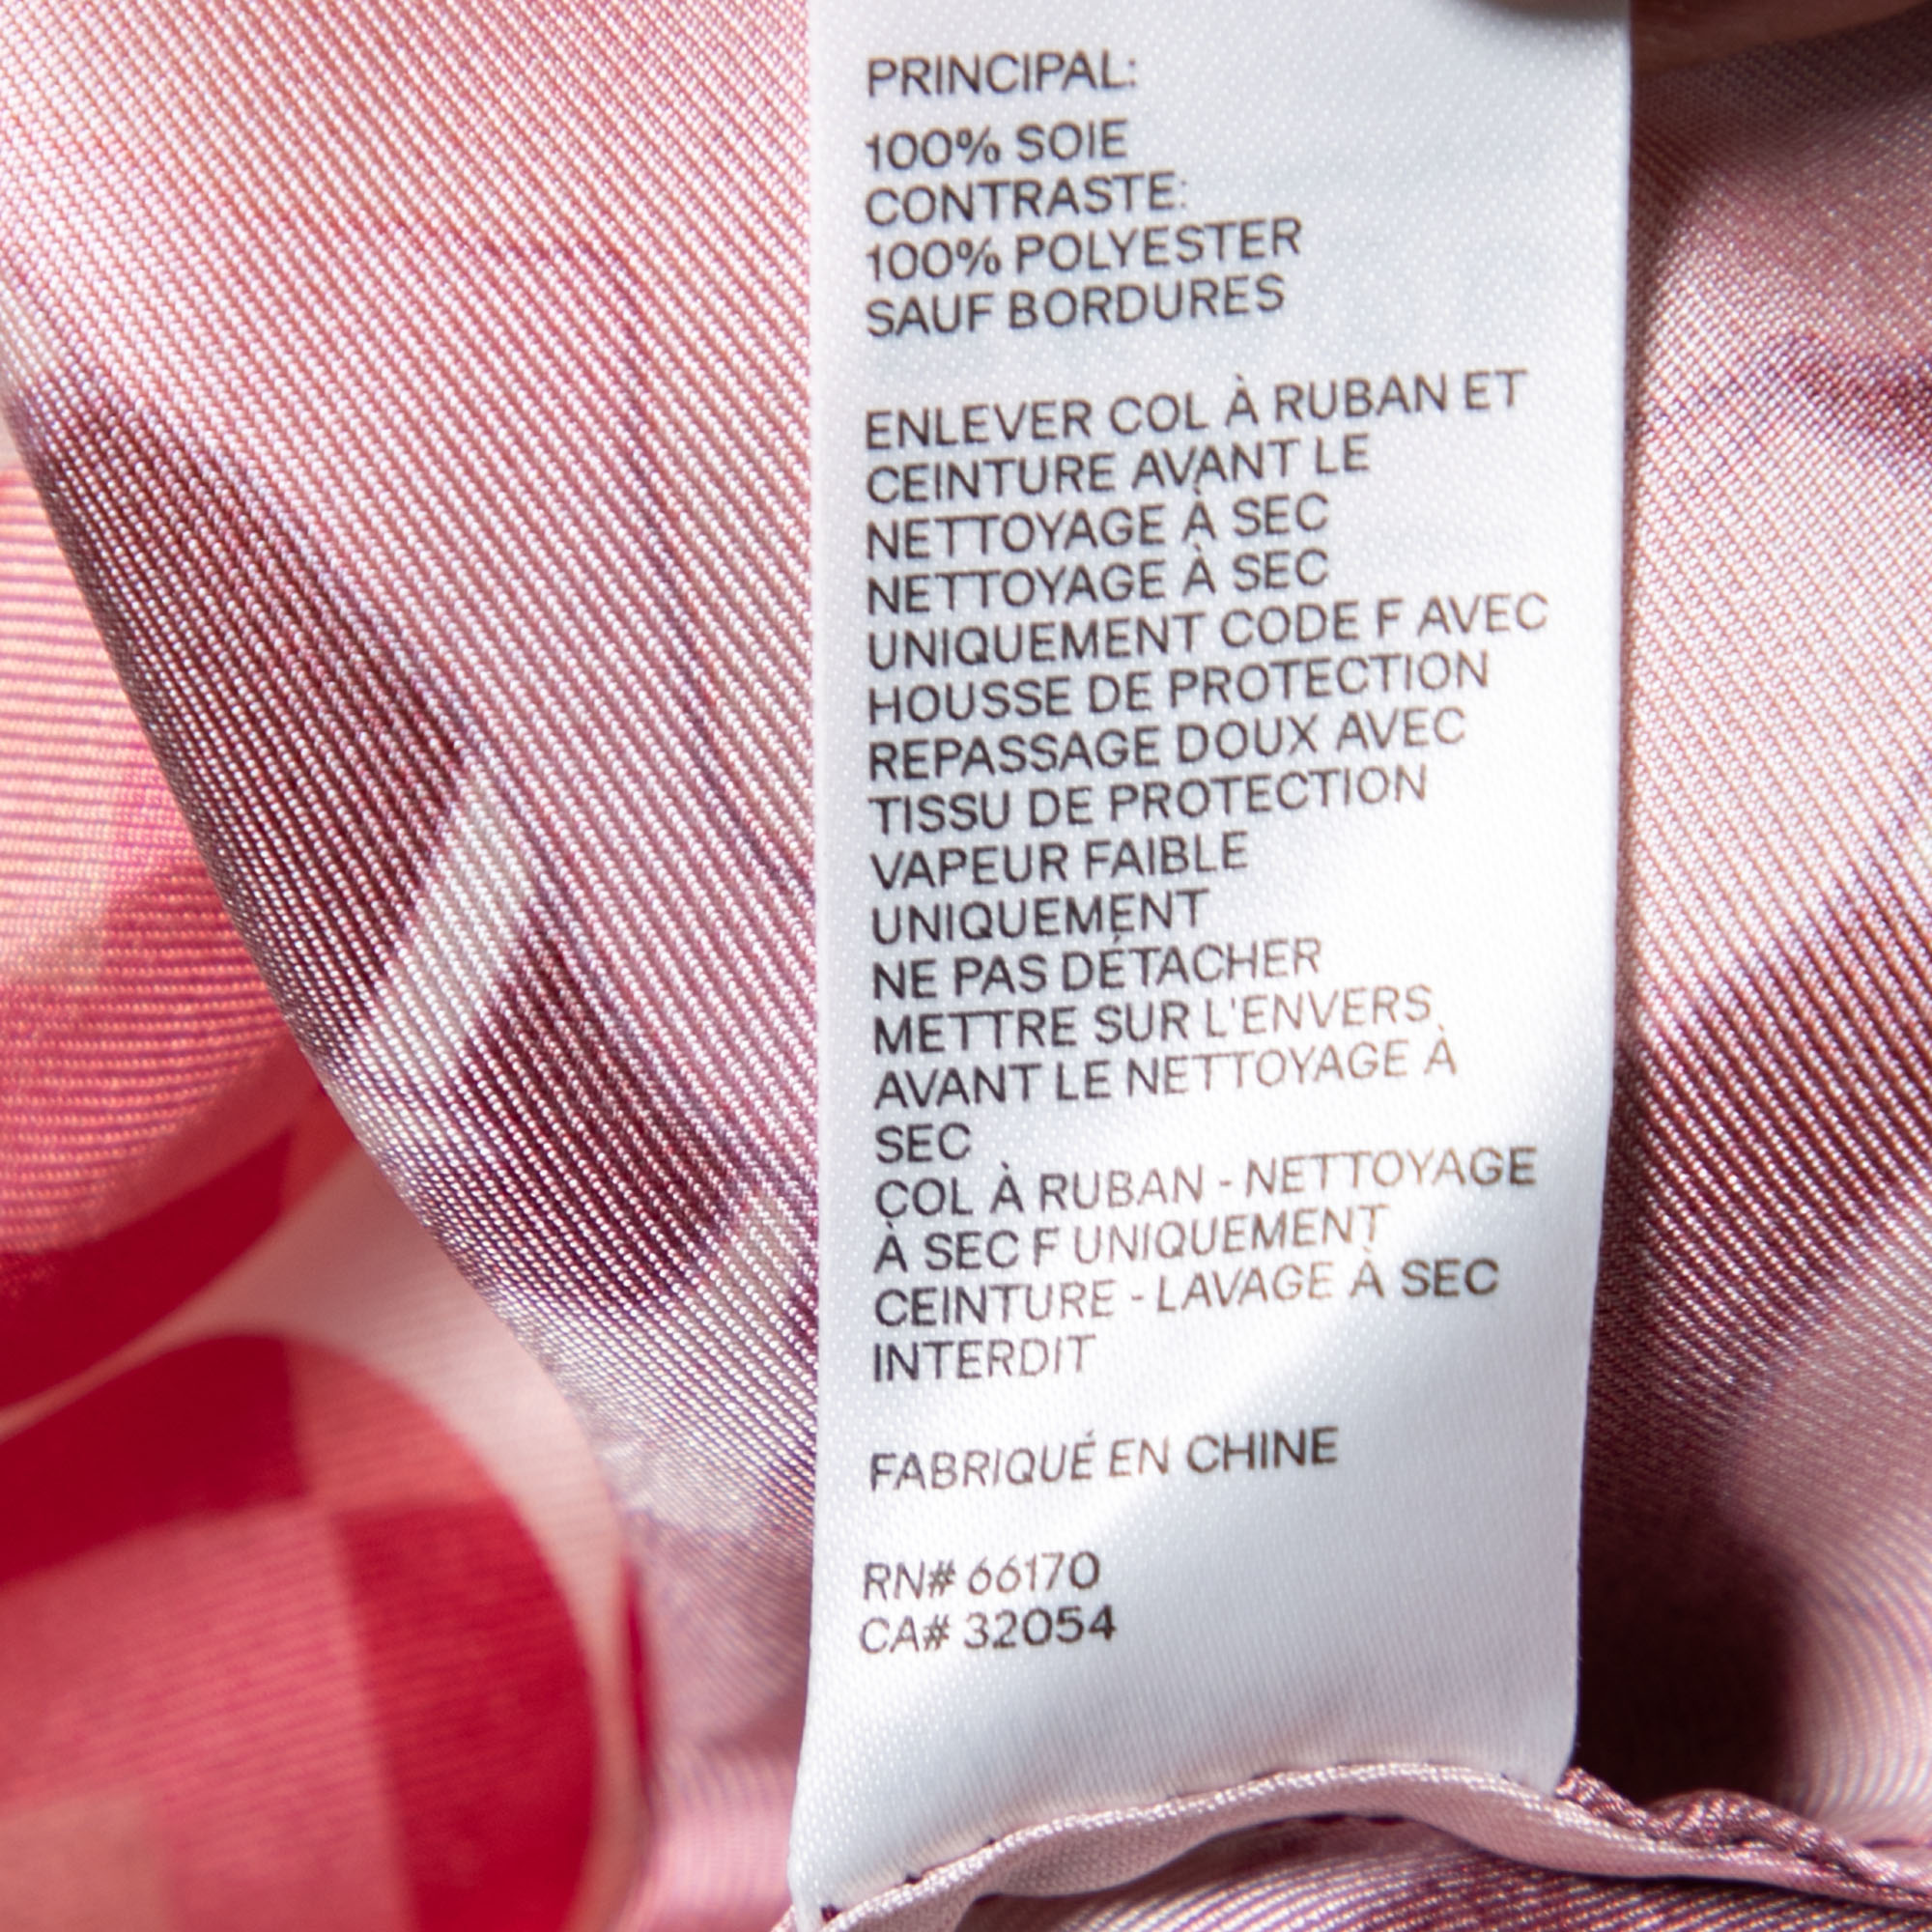 PRINCIPAL:
100% SOIE
CONTRASTE:
100% POLYESTER
SAUF BORDURES
ENLEVER COL À RUBAN ET
CEINTURE AVANT LE
NETTOYAGE À SEC
NETTOYAGE À SEC
UNIQUEMENT CODE F AVEC
HOUSSE DE PROTECTION
REPASSAGE DOUX AVEC
TISSU DE PROTECTION
VAPEUR FAIBLE
UNIQUEMENT
NE PAS DÉTACHER
METTRE SUR L'ENVERS
AVANT LE NETTOYAGE À
SEC
COL À RUBAN - NETTOYAGE
À SEC F UNIQUEMENT
CEINTURE - LAVAGE À SEC
INTERDIT
FABRIQUÉ EN CHINE
RN# 66170
CA# 32054